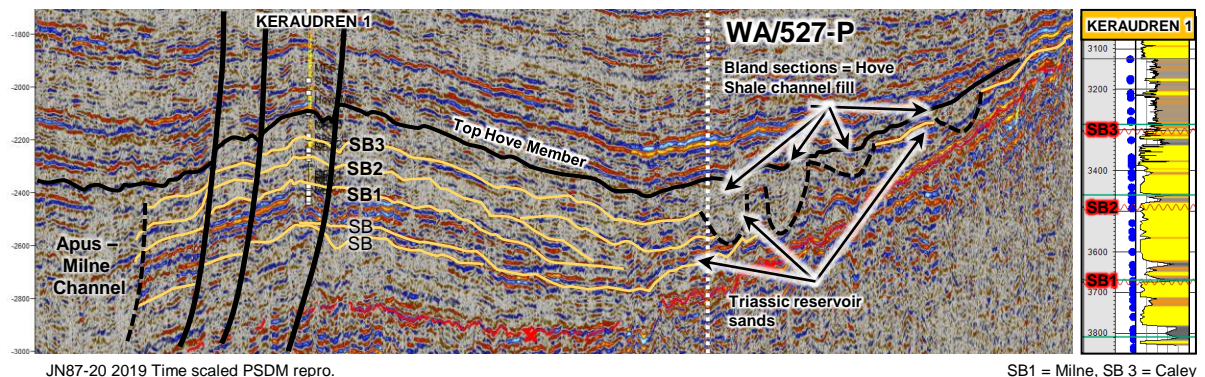 KERAUDREN 1
WA/527-P
Bland sections = Hove
Shale channel fill
-1800
-2000
-2200
-2400
-2600
-2800
-3000
Top Hove Member
SB3
SB2
SB1
SB
SB
Apus –
Milne
Channel
Triassic reservoir
sands
KERAUDREN 1
3100
3200
SB3
3400
SB2
3600
SB1
3700
3800
JN87-20 2019 Time scaled PSDM repro.
SB1 = Milne, SB 3 = Caley